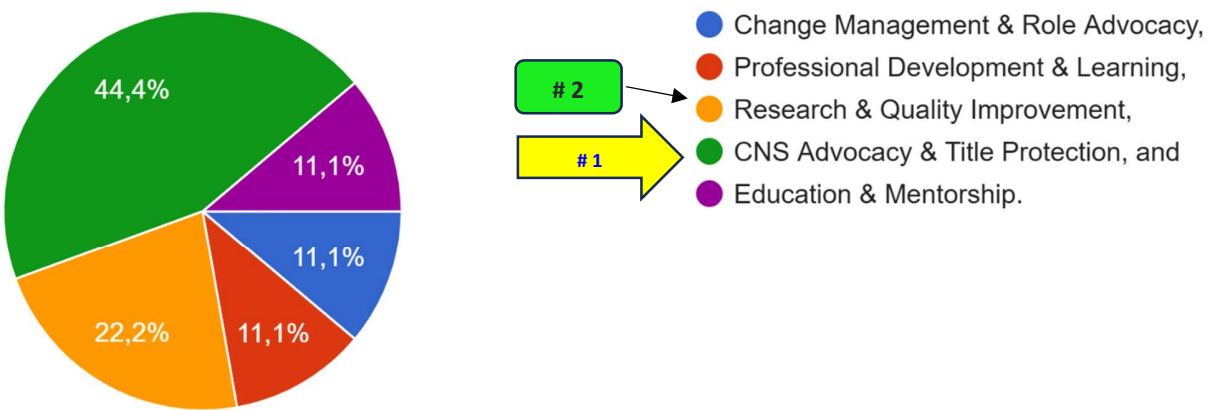 44,4%
11,1%
11,1%
11,1%
22,2%
# 2
# 1
Change Management & Role Advocacy,
Professional Development & Learning,
Research & Quality Improvement,
CNS Advocacy & Title Protection, and
Education & Mentorship.